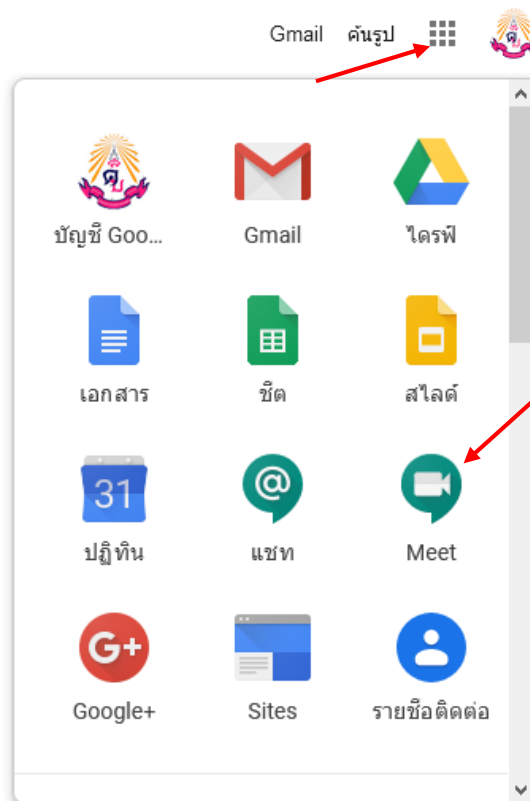 Gmail ค้นรูป
บัญชี Goo... Gmail ไดรฟ์
เอกสาร ชีต สไลด์
31 @
ปฏิทิน แชท Meet
G+
Google+ Sites รายชื่อติดต่อ